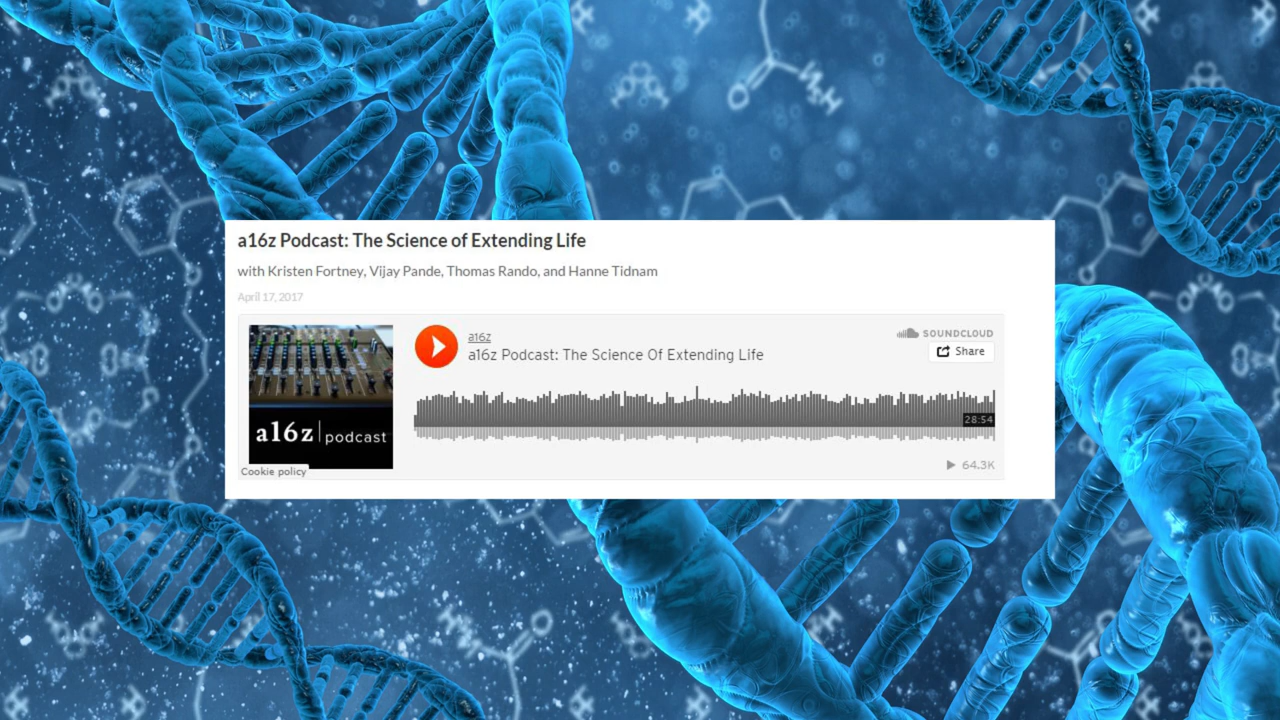 a16z Podcast: The Science of Extending Life
with Kristen Fortney, Vijay Pande, Thomas Rando, and Hanne Tidnam
April 17, 2017
a16z
SOUNDCLOUD
a16z Podcast: The Science Of Extending Life
Share
28:54
a16z podcast
64.3K
Cookie policy